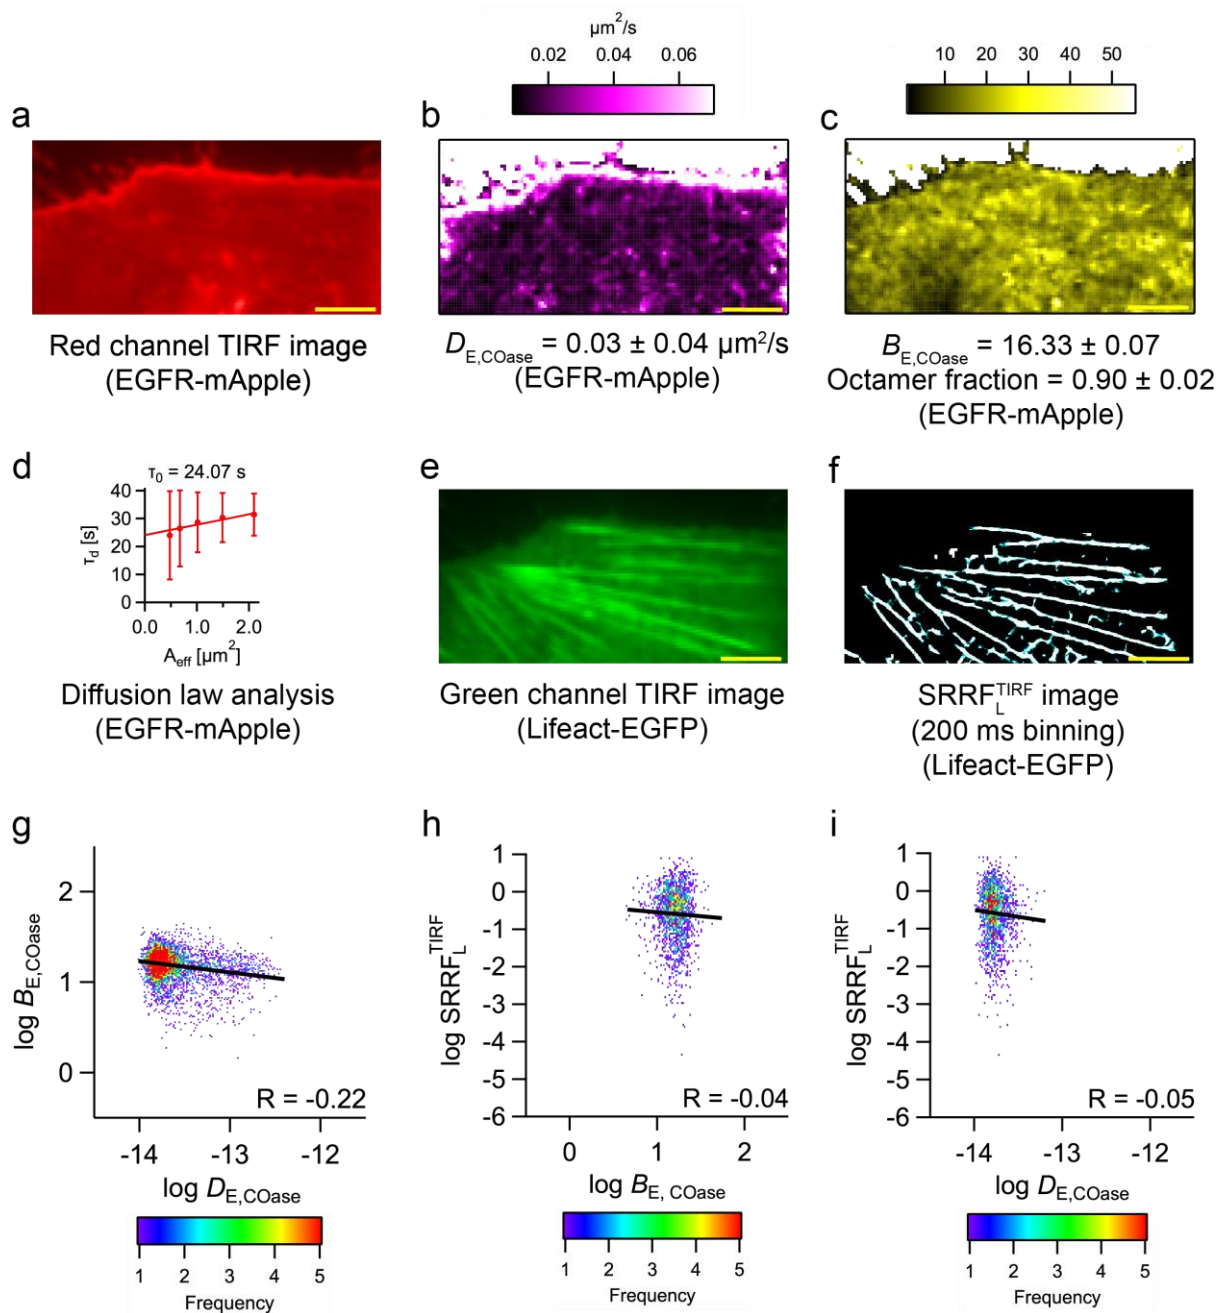 μm²/s
0.02 0.04 0.06
10 20 30 40 50
a
b
c
Red channel TIRF image
(EGFR-mApple)
D_E,COase = 0.03 ± 0.04 μm²/s
(EGFR-mApple)
B_E,COase = 16.33 ± 0.07
Octamer fraction = 0.90 ± 0.02
(EGFR-mApple)
d
τ₀ = 24.07 s
40
30
20
10
0
τ_d [s]
0.0 1.0 2.0
A_eff [μm²]
Diffusion law analysis
(EGFR-mApple)
e
Green channel TIRF image
(Lifeact-EGFP)
f
SRRF_L^TIRF image
(200 ms binning)
(Lifeact-EGFP)
g
2
1
0
log B_E,COase
R = -0.22
-14 -13 -12
log D_E,COase
1 2 3 4 5
Frequency
h
1
0
-1
-2
-3
-4
-5
-6
log SRRF_L^TIRF
R = -0.04
0 1 2
log B_E, COase
1 2 3 4 5
Frequency
i
1
0
-1
-2
-3
-4
-5
-6
log SRRF_L^TIRF
R = -0.05
-14 -13 -12
log D_E,COase
1 2 3 4 5
Frequency